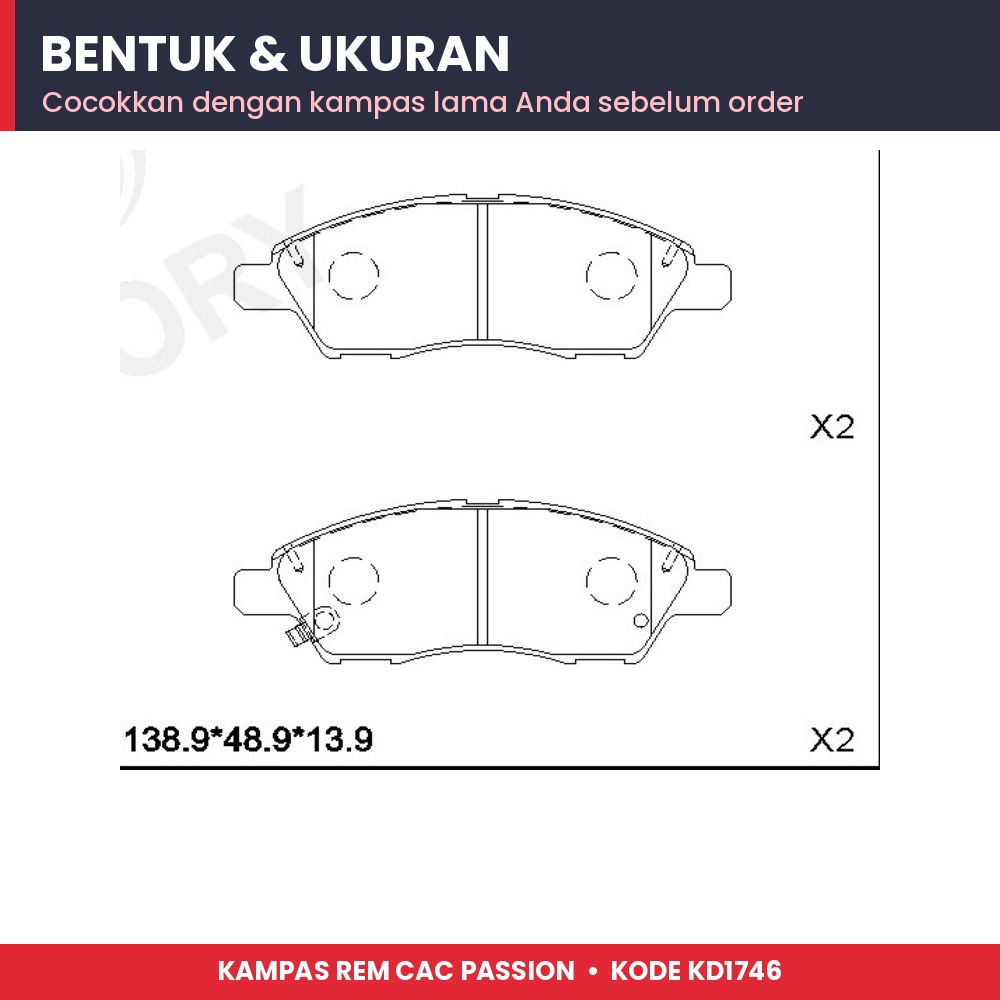 BENTUK & UKURAN
Cocokkan dengan kampas lama Anda sebelum order
ORY
X2
138.9*48.9*13.9
X2
KAMPAS REM CAC PASSION • KODE KD1746